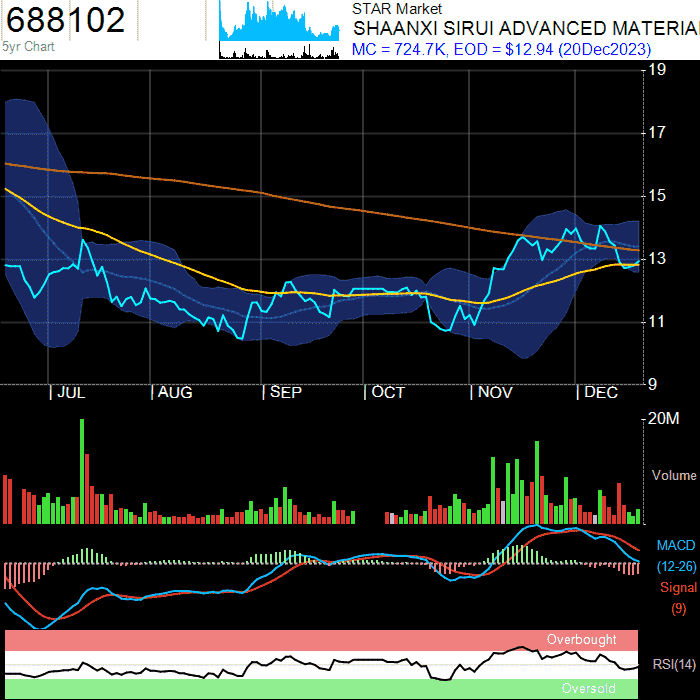 688102
5yr Chart
STAR Market
SHAANXI SIRUI ADVANCED MATERIA
MC = 724.7K, EOD = $12.94 (20Dec2023)
19
17
15
13
11
9
| JUL | AUG | SEP | OCT | NOV | DEC
20M
Volume
MACD
(12-26)
Signal
(9)
Overbought
RSI(14)
Oversold